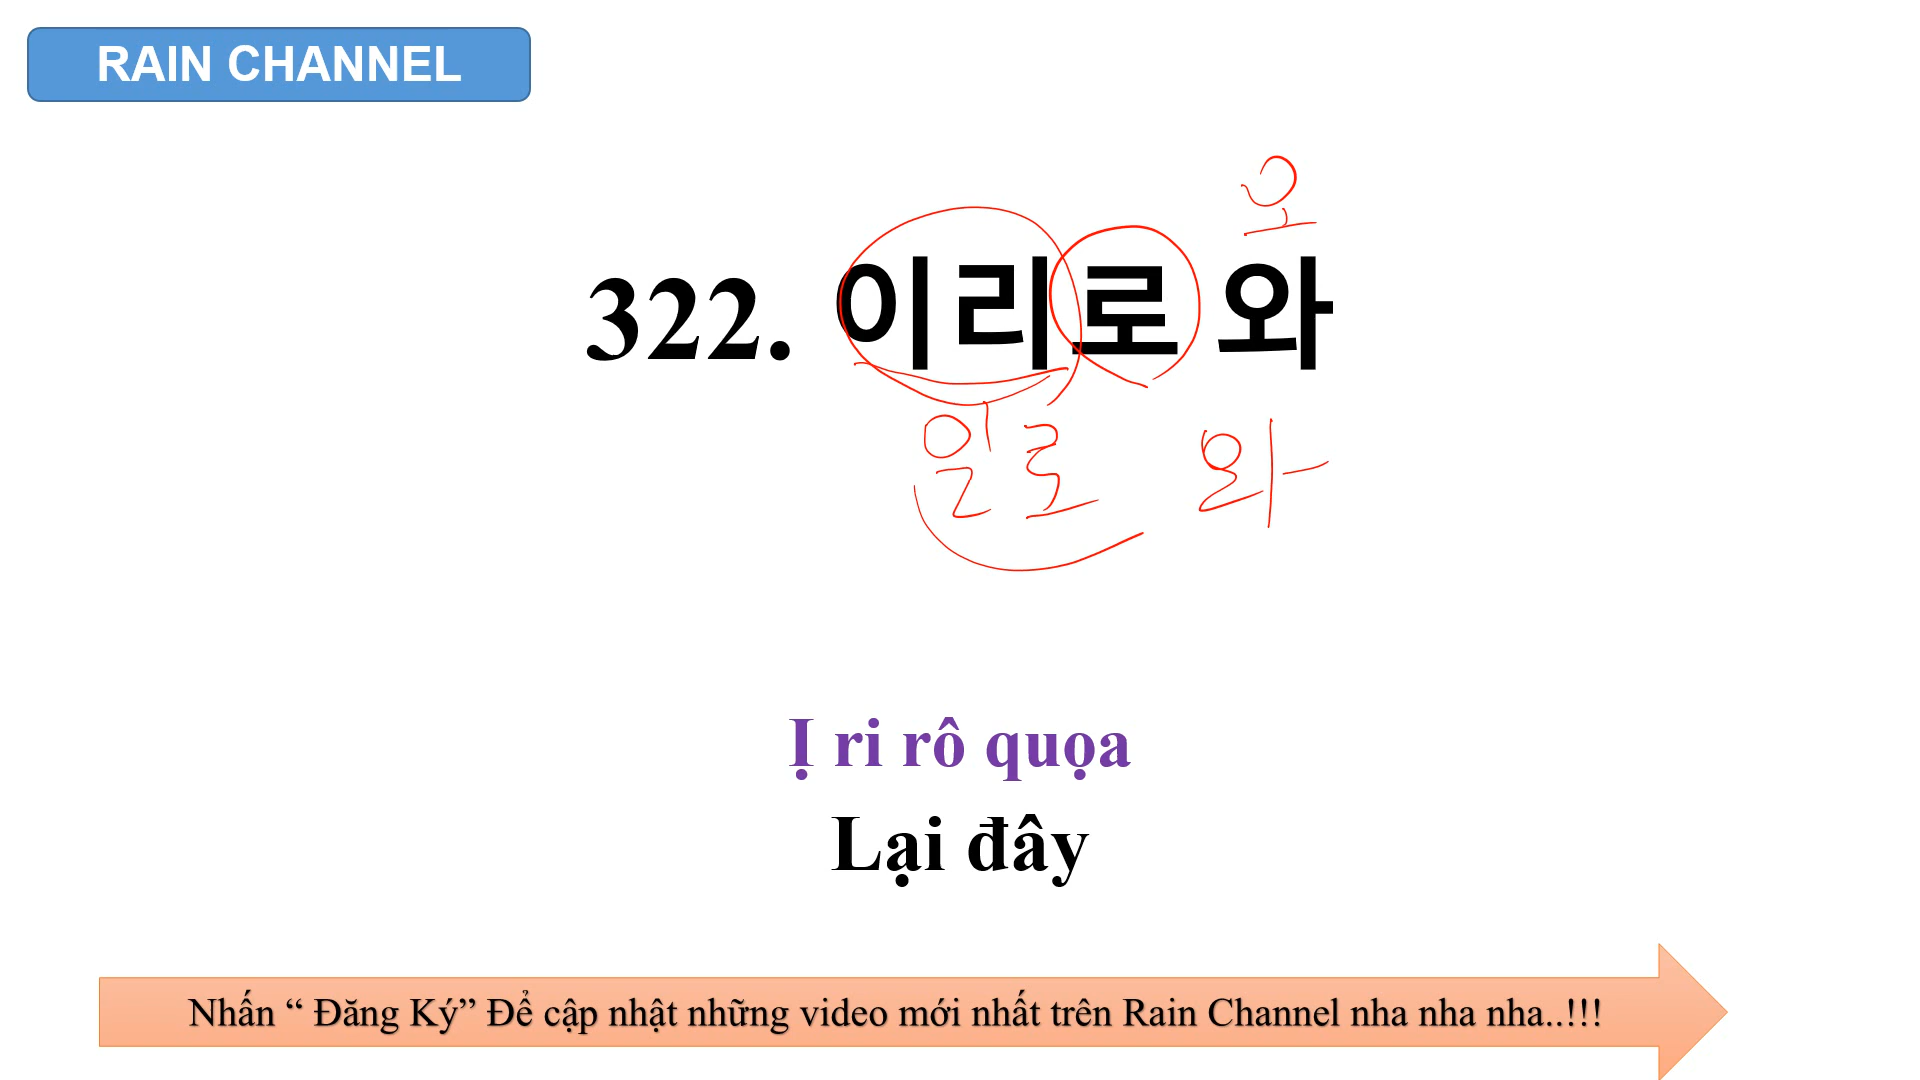 RAIN CHANNEL
오
322. 이리로 와
일로 와
Ị ri rô quọa
Lại đây
Nhấn “ Đăng Ký” Để cập nhật những video mới nhất trên Rain Channel nha nha nha..!!!